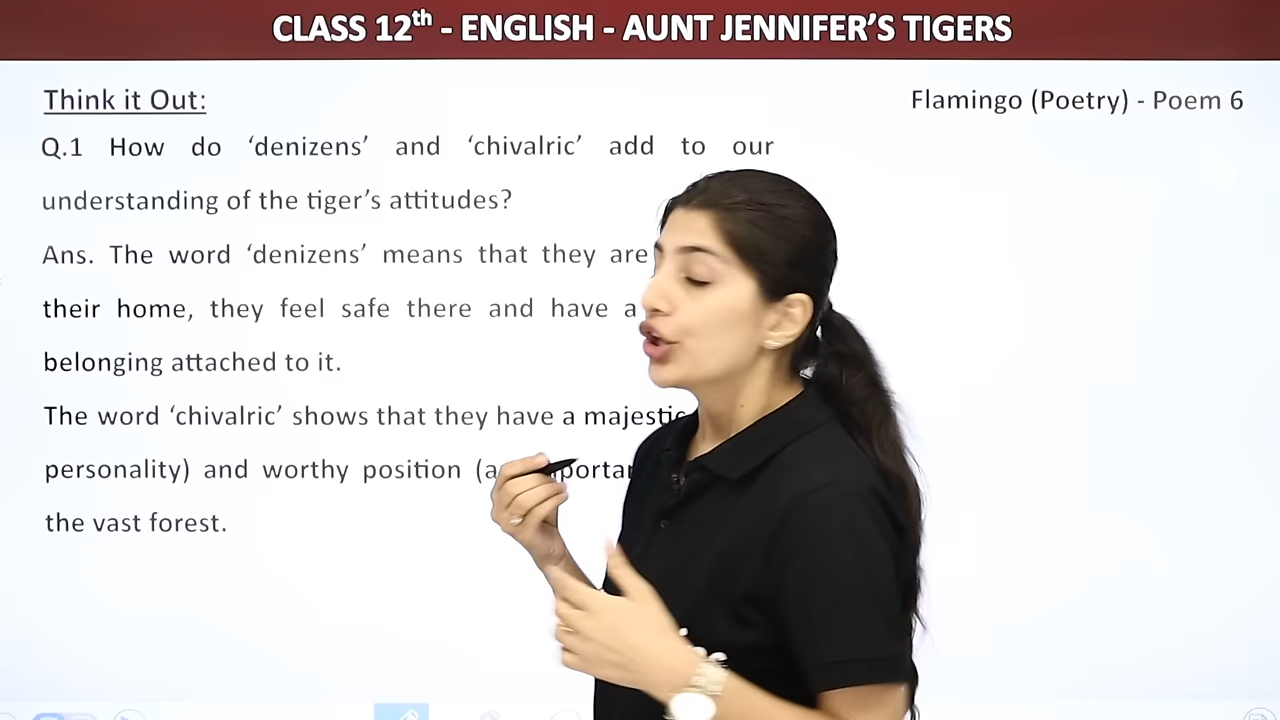 CLASS 12th - ENGLISH - AUNT JENNIFER'S TIGERS
Think it Out:
Flamingo (Poetry) - Poem 6
Q.1 How do ‘denizens’ and ‘chivalric’ add to our
understanding of the tiger’s attitudes?
Ans. The word ‘denizens’ means that they are
their home, they feel safe there and have a
belonging attached to it.
The word ‘chivalric’ shows that they have a majestic
personality) and worthy position
the vast forest.